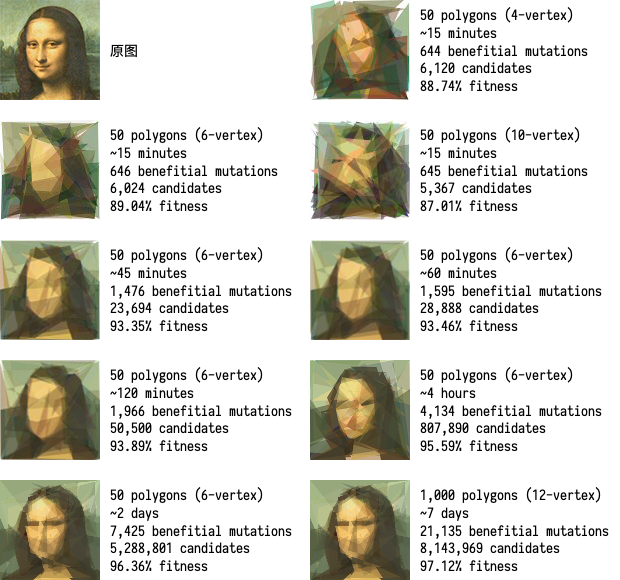 原图
50 polygons (4-vertex)
~15 minutes
644 benefitial mutations
6,120 candidates
88.74% fitness
50 polygons (6-vertex)
~15 minutes
646 benefitial mutations
6,024 candidates
89.04% fitness
50 polygons (10-vertex)
~15 minutes
645 benefitial mutations
5,367 candidates
87.01% fitness
50 polygons (6-vertex)
~45 minutes
1,476 benefitial mutations
23,694 candidates
93.35% fitness
50 polygons (6-vertex)
~60 minutes
1,595 benefitial mutations
28,888 candidates
93.46% fitness
50 polygons (6-vertex)
~120 minutes
1,966 benefitial mutations
50,500 candidates
93.89% fitness
50 polygons (6-vertex)
~4 hours
4,134 benefitial mutations
807,890 candidates
95.59% fitness
50 polygons (6-vertex)
~2 days
7,425 benefitial mutations
5,288,801 candidates
96.36% fitness
1,000 polygons (12-vertex)
~7 days
21,135 benefitial mutations
8,143,969 candidates
97.12% fitness